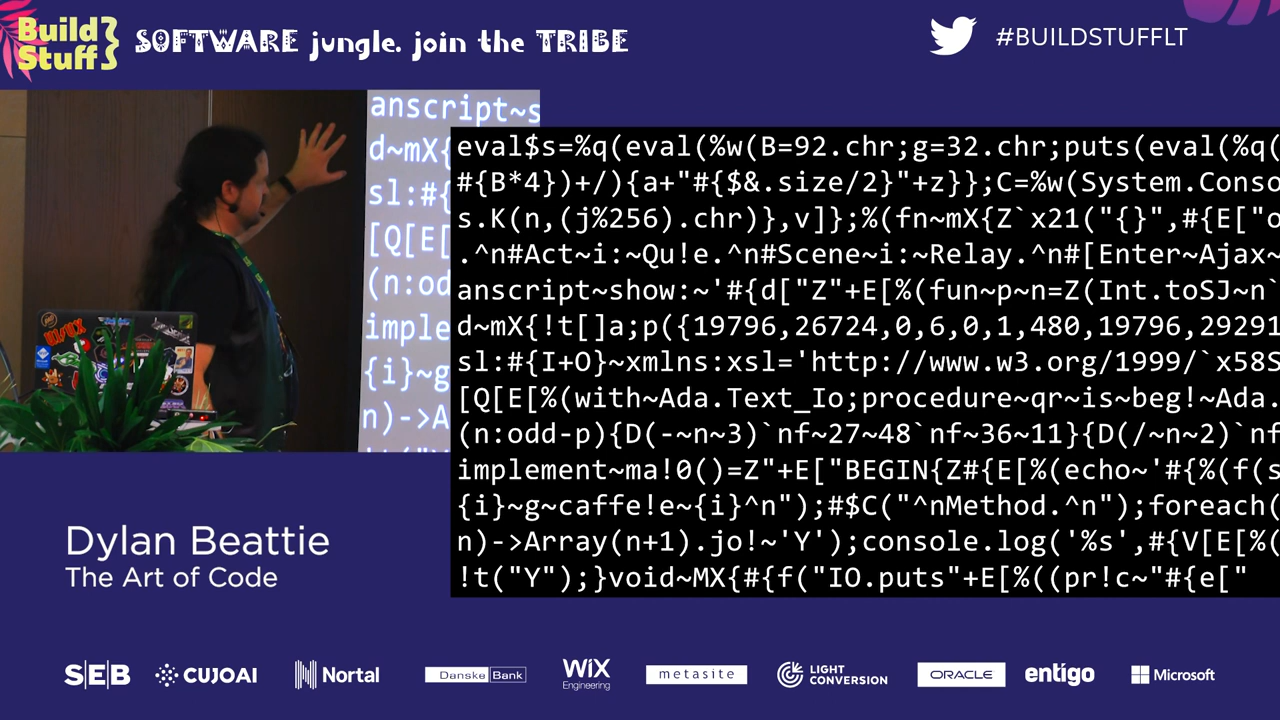 Build
Stuff
SOFTWARE jungle. join the TRIBE
#BUILDSTUFFLT
anscript~s
d~mX{
sl:#{
[Q[E[
(n:od
imple
{i}~g
n)->A
eval$s=%q(eval(%w(B=92.chr;g=32.chr;puts(eval(%q(
#{B*4})+/){a+"#{$&.size/2}"+z}};C=%w(System.Conso
s.K(n,(j%256).chr)},v]};%(fn~mX{Z`x21("{}",#{E["o
.^n#Act~i:~Qu!e.^n#Scene~i:~Relay.^n#[Enter~Ajax~
anscript~show:~'#{d["Z"+E[%(fun~p~n=Z(Int.toSJ~n`
d~mX{!t[]a;p({19796,26724,0,6,0,1,480,19796,29291
sl:#{I+O}~xmlns:xsl='http://www.w3.org/1999/`x58S
[Q[E[%(with~Ada.Text_Io;procedure~qr~is~beg!~Ada.
(n:odd-p){D(-~n~3)`nf~27~48`nf~36~11}{D(/~n~2)`nf
implement~ma!0()=Z"+E["BEGIN{Z#{E[%(echo~'#{%(f(s
{i}~g~caffe!e~{i}^n");#$C("^nMethod.^n");foreach(
n)->Array(n+1).jo!~'Y');console.log('%s',#{V[E[%(
!t("Y");}void~MX{#{f("IO.puts"+E[%((pr!c~"#{e["
Dylan Beattie
The Art of Code
SEB
CUJOAI
Nortal
Danske Bank
WiX
Engineering
metasite
LIGHT
CONVERSION
ORACLE
entigo
Microsoft